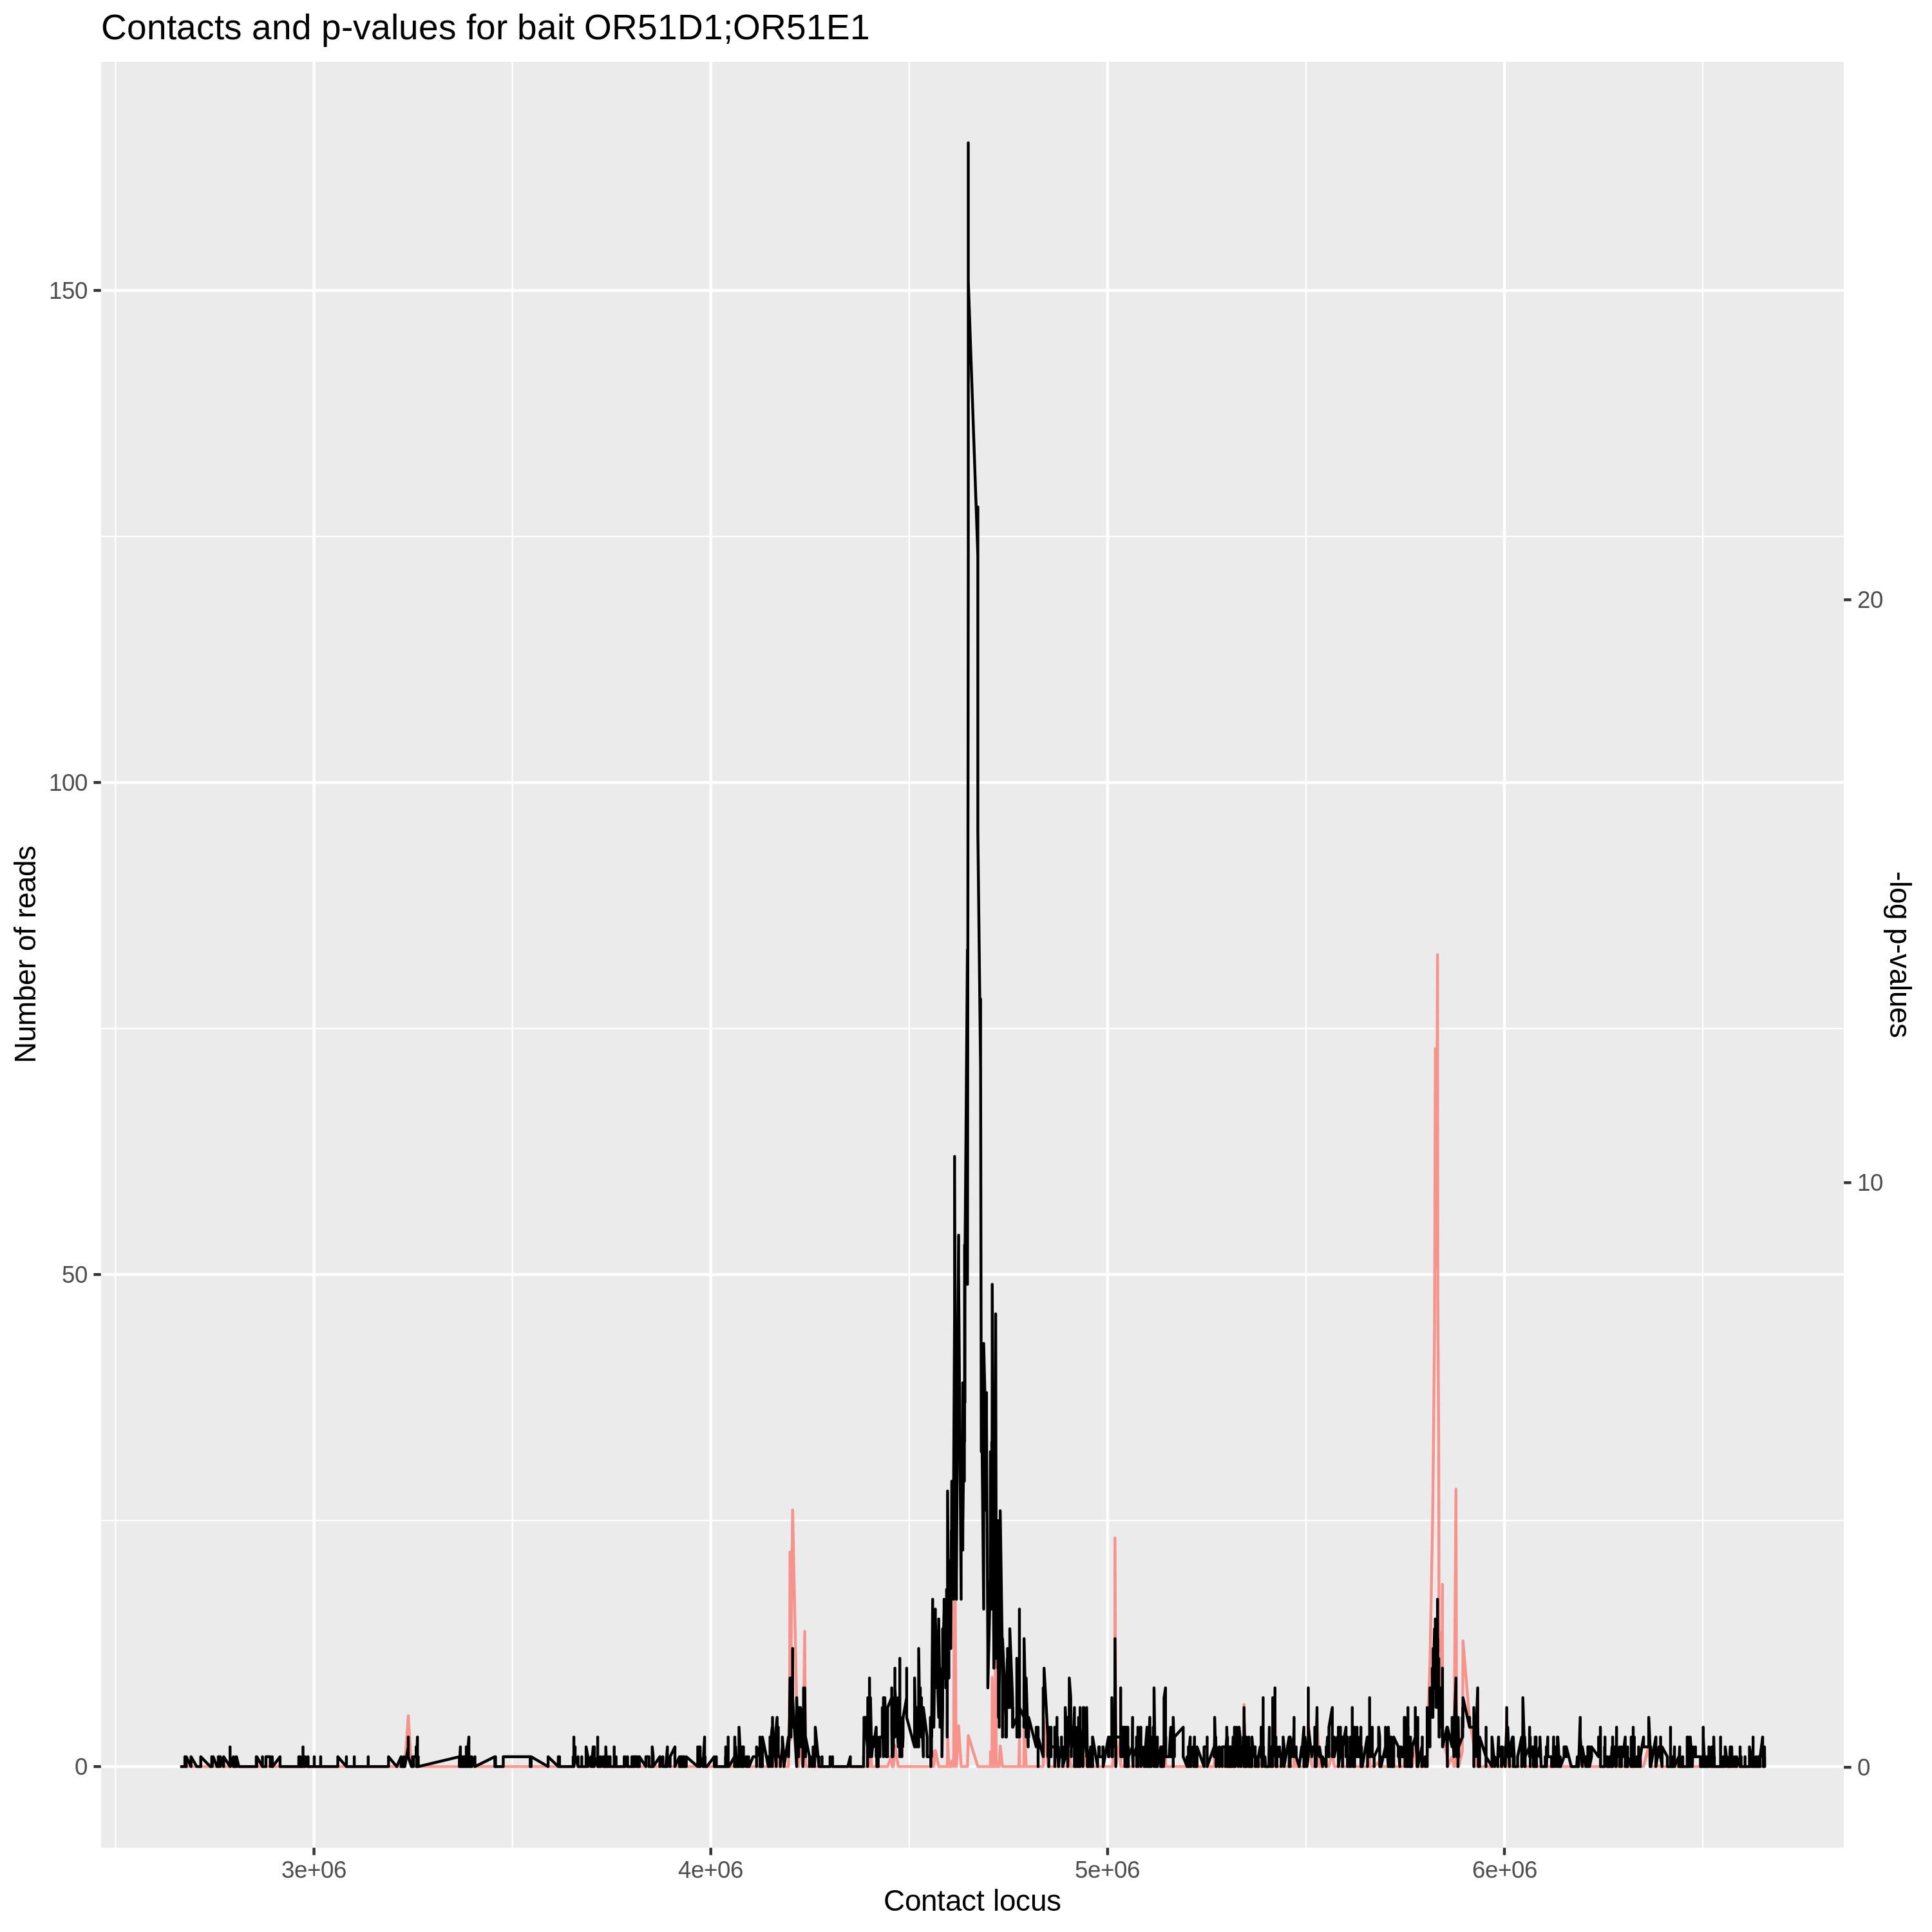 Contacts and p-values for bait OR51D1;OR51E1
150
100
50
0
Number of reads
20
10
0
-log p-values
3e+06
4e+06
5e+06
6e+06
Contact locus